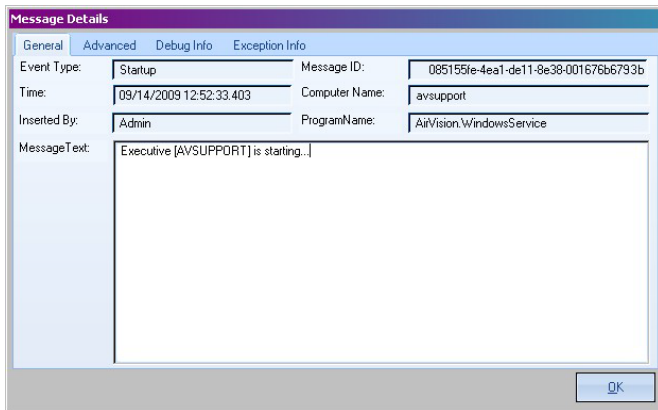 Message Details
General Advanced Debug Info Exception Info
Event Type: Startup Message ID: 085155fe-4ea1-de11-8e38-001676b6793b
Time: 09/14/2009 12:52:33.403 Computer Name: avsupport
Inserted By: Admin ProgramName: AirVision.WindowsService
MessageText: Executive [AVSUPPORT] is starting...
OK